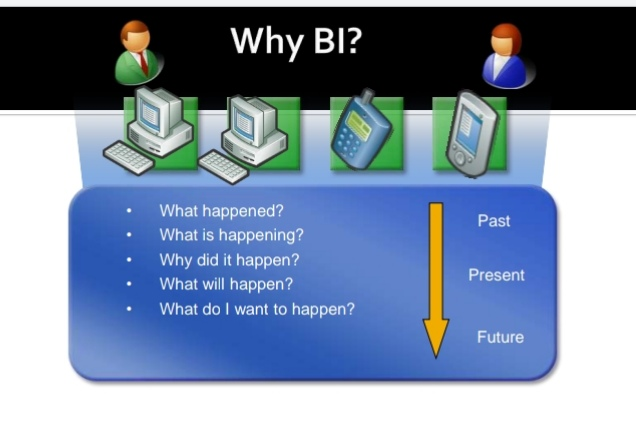 Why BI?
• What happened?
• What is happening?
• Why did it happen?
• What will happen?
• What do I want to happen?
Past
Present
Future